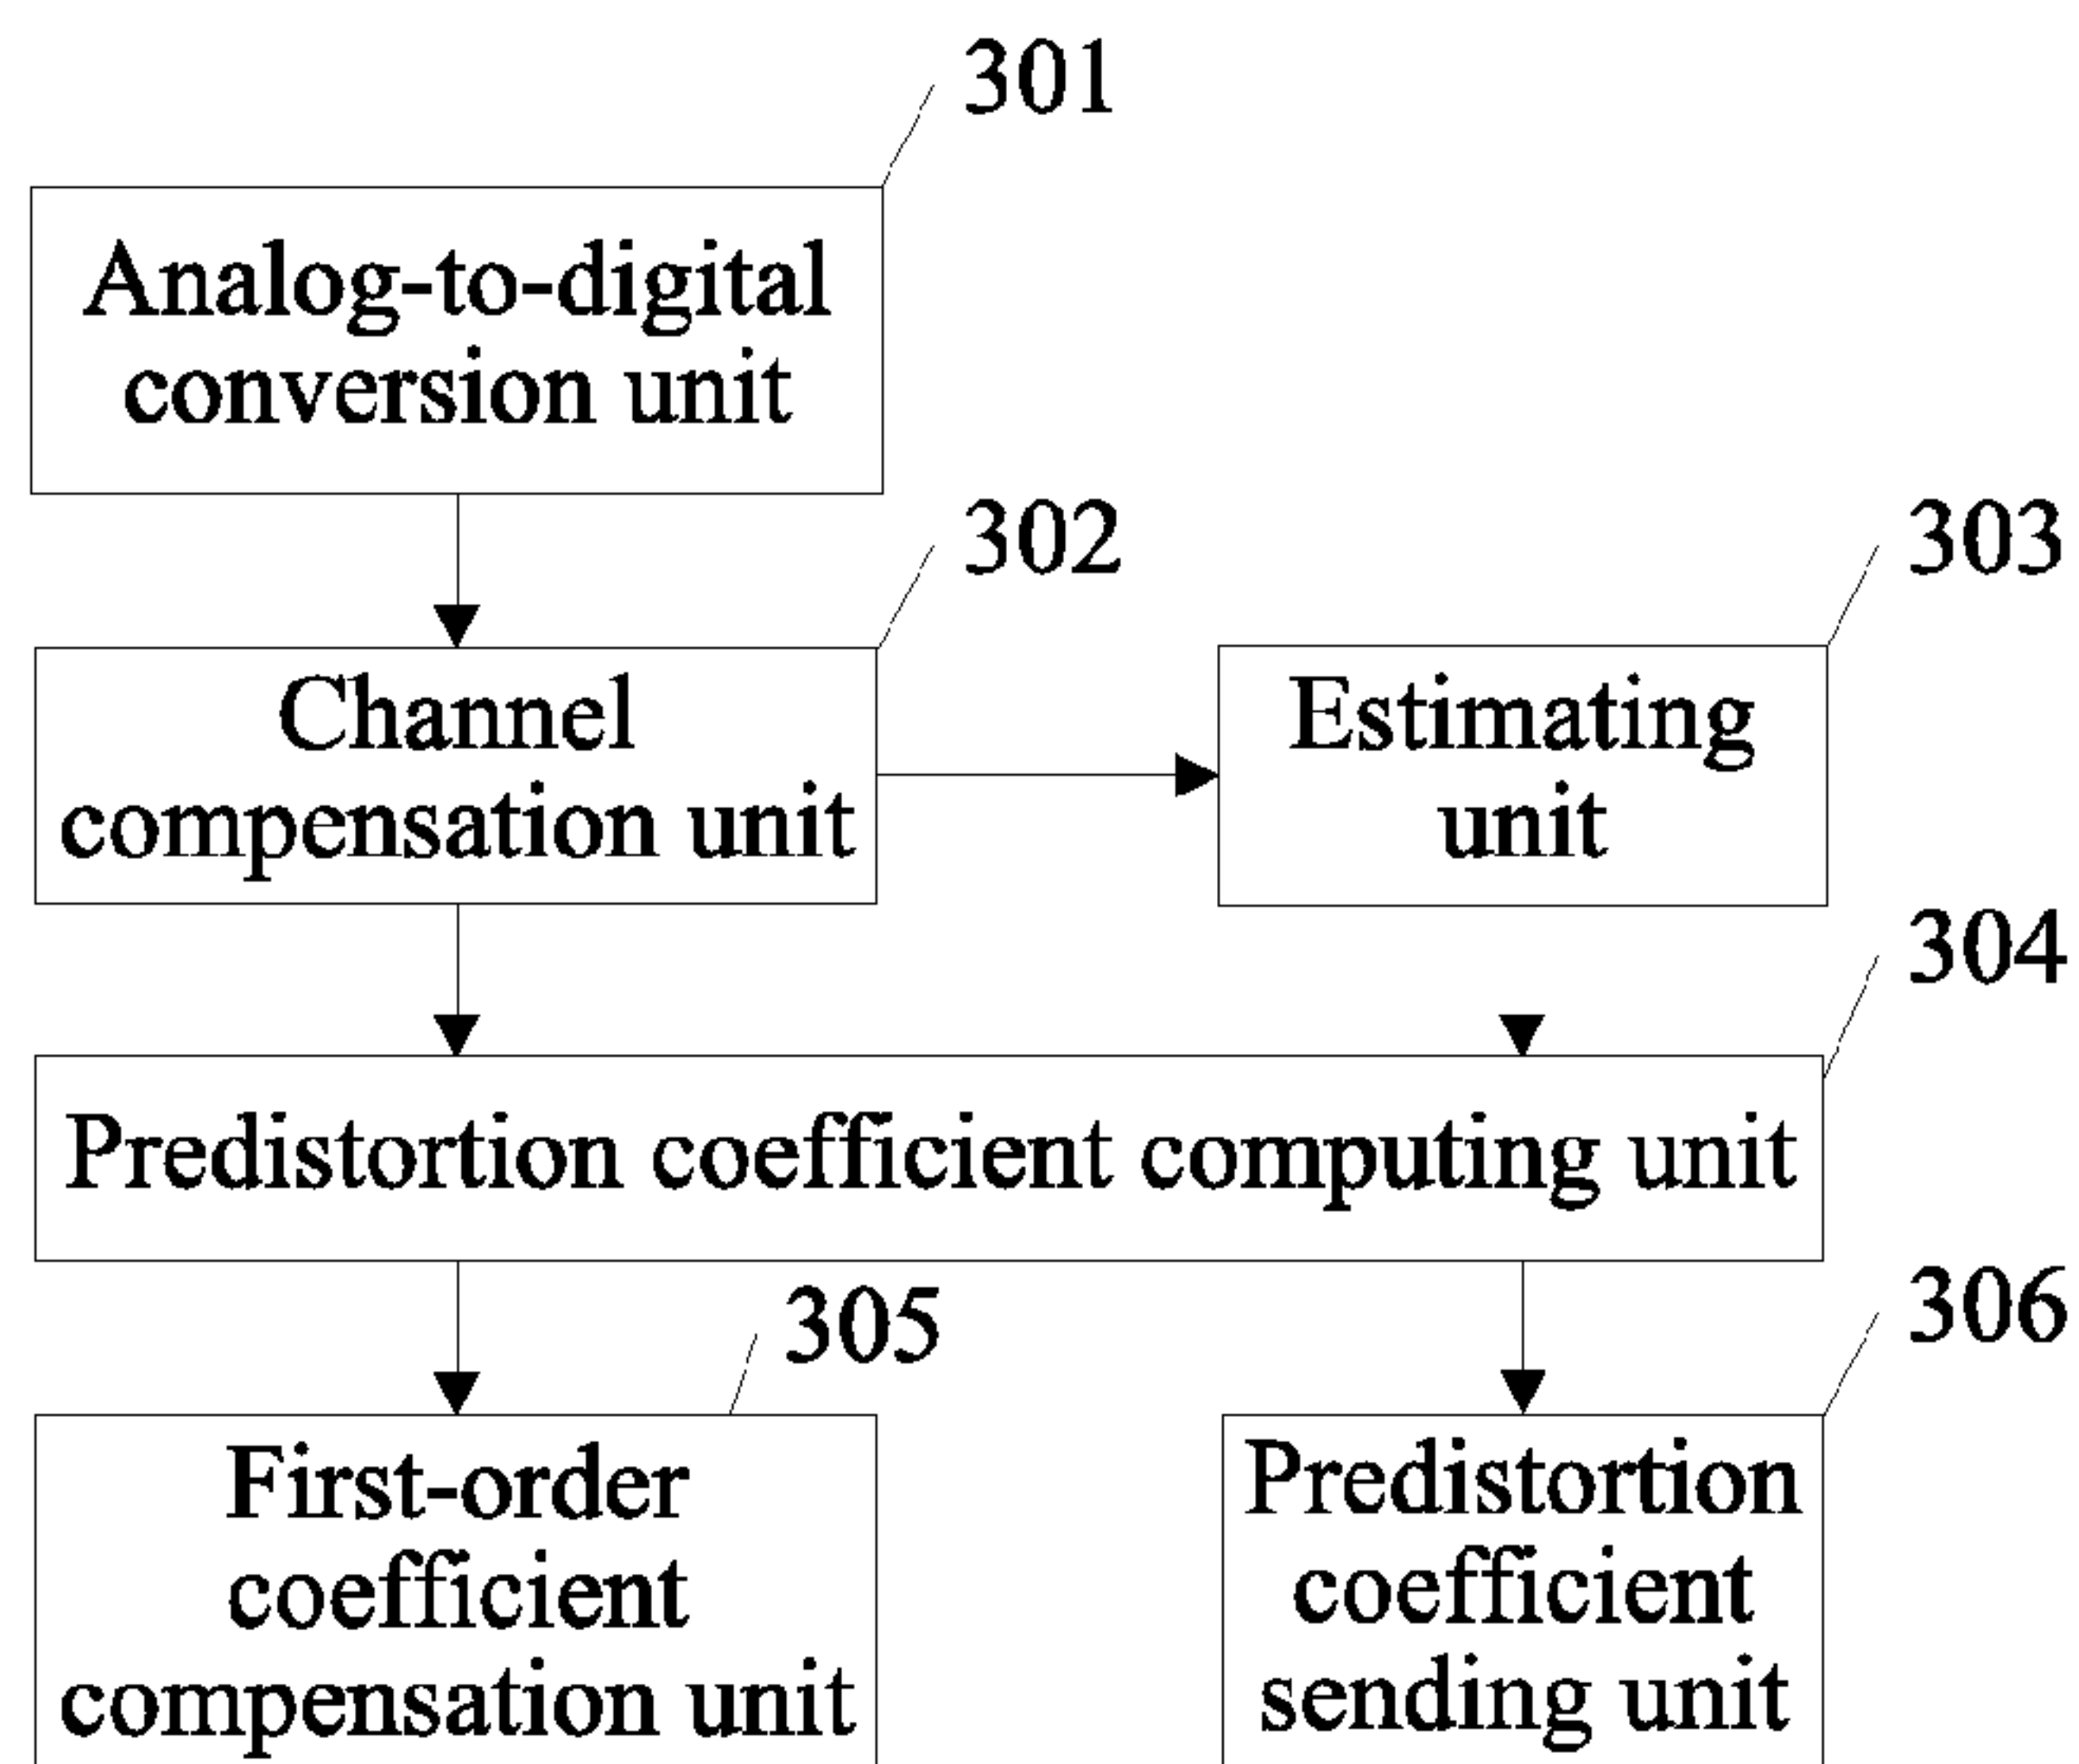 301
Analog-to-digital
conversion unit
302
303
Channel
compensation unit
Estimating
unit
304
Predistortion coefficient computing unit
305
306
First-order
coefficient
compensation unit
Predistortion
coefficient
sending unit